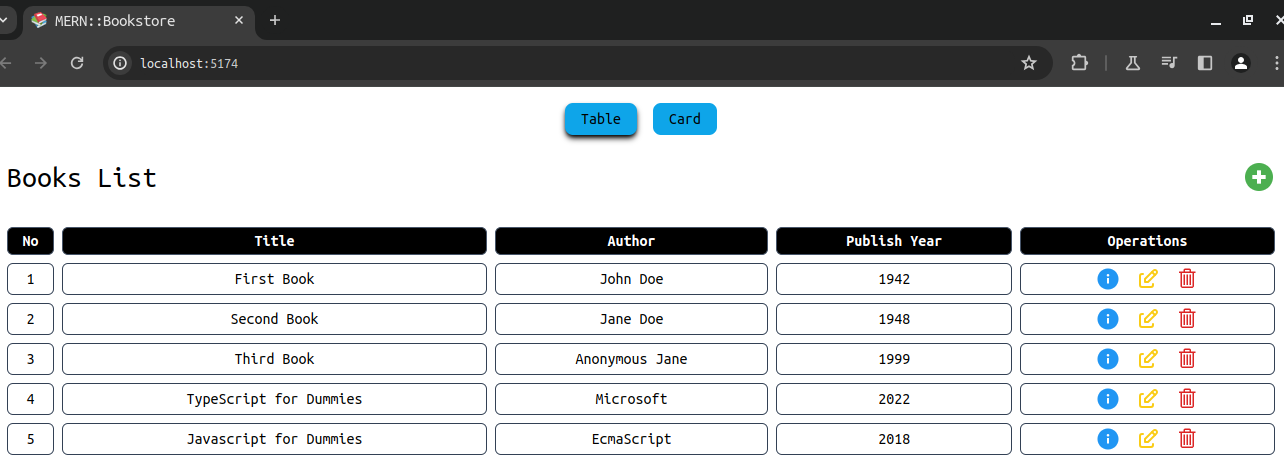 MERN::Bookstore
localhost:5174
Table Card
Books List
No Title Author Publish Year Operations
1 First Book John Doe 1942
2 Second Book Jane Doe 1948
3 Third Book Anonymous Jane 1999
4 TypeScript for Dummies Microsoft 2022
5 Javascript for Dummies EcmaScript 2018